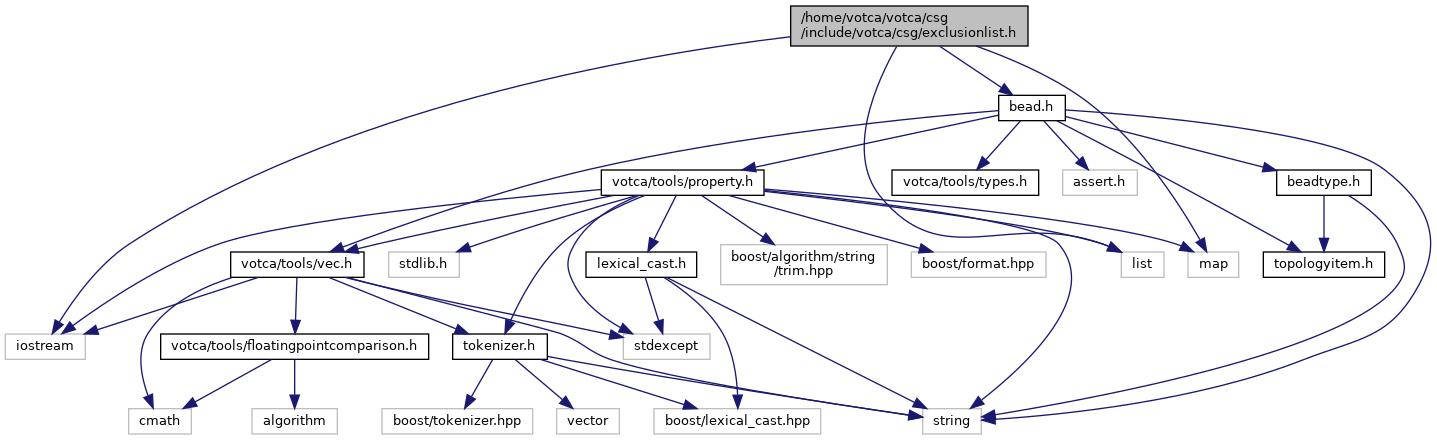 /home/votca/votca/csg
/include/votca/csg/exclusionlist.h
bead.h
votca/tools/property.h
votca/tools/types.h
assert.h
beadtype.h
votca/tools/vec.h
stdlib.h
lexical_cast.h
boost/algorithm/string
/trim.hpp
boost/format.hpp
list
map
topologyitem.h
iostream
votca/tools/floatingpointcomparison.h
tokenizer.h
stdexcept
cmath
algorithm
boost/tokenizer.hpp
vector
boost/lexical_cast.hpp
string